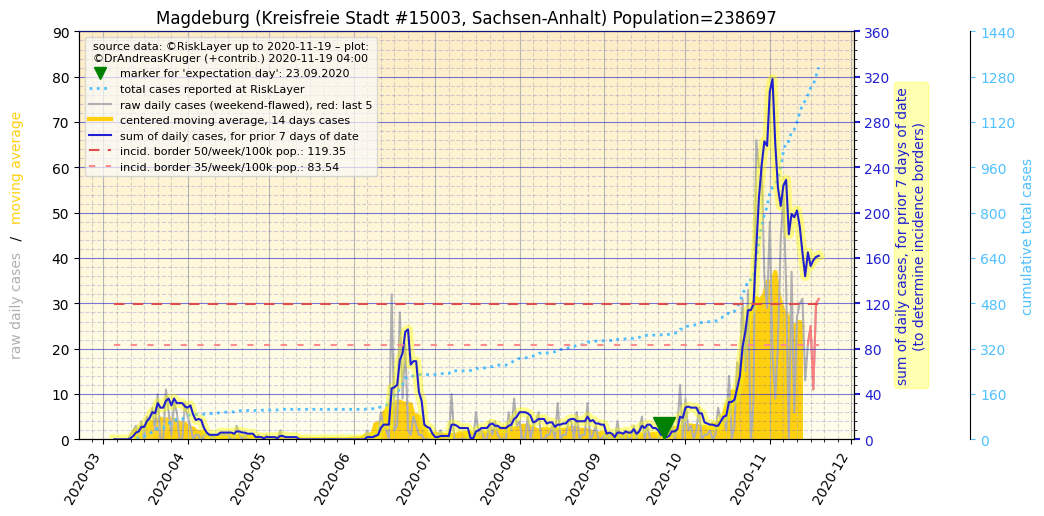 Magdeburg (Kreisfreie Stadt #15003, Sachsen-Anhalt) Population=238697
source data: ©RiskLayer up to 2020-11-19 – plot:
©DrAndreasKruger (+contrib.) 2020-11-19 04:00
marker for 'expectation day': 23.09.2020
total cases reported at RiskLayer
raw daily cases (weekend-flawed), red: last 5
centered moving average, 14 days cases
sum of daily cases, for prior 7 days of date
incid. border 50/week/100k pop.: 119.35
incid. border 35/week/100k pop.: 83.54
raw daily cases / moving average
90
80
70
60
50
40
30
20
10
0
360
320
280
240
200
160
120
80
40
0
sum of daily cases, for prior 7 days of date
(to determine incidence borders)
1440
1280
1120
960
800
640
480
320
160
0
cumulative total cases
2020-03
2020-04
2020-05
2020-06
2020-07
2020-08
2020-09
2020-10
2020-11
2020-12